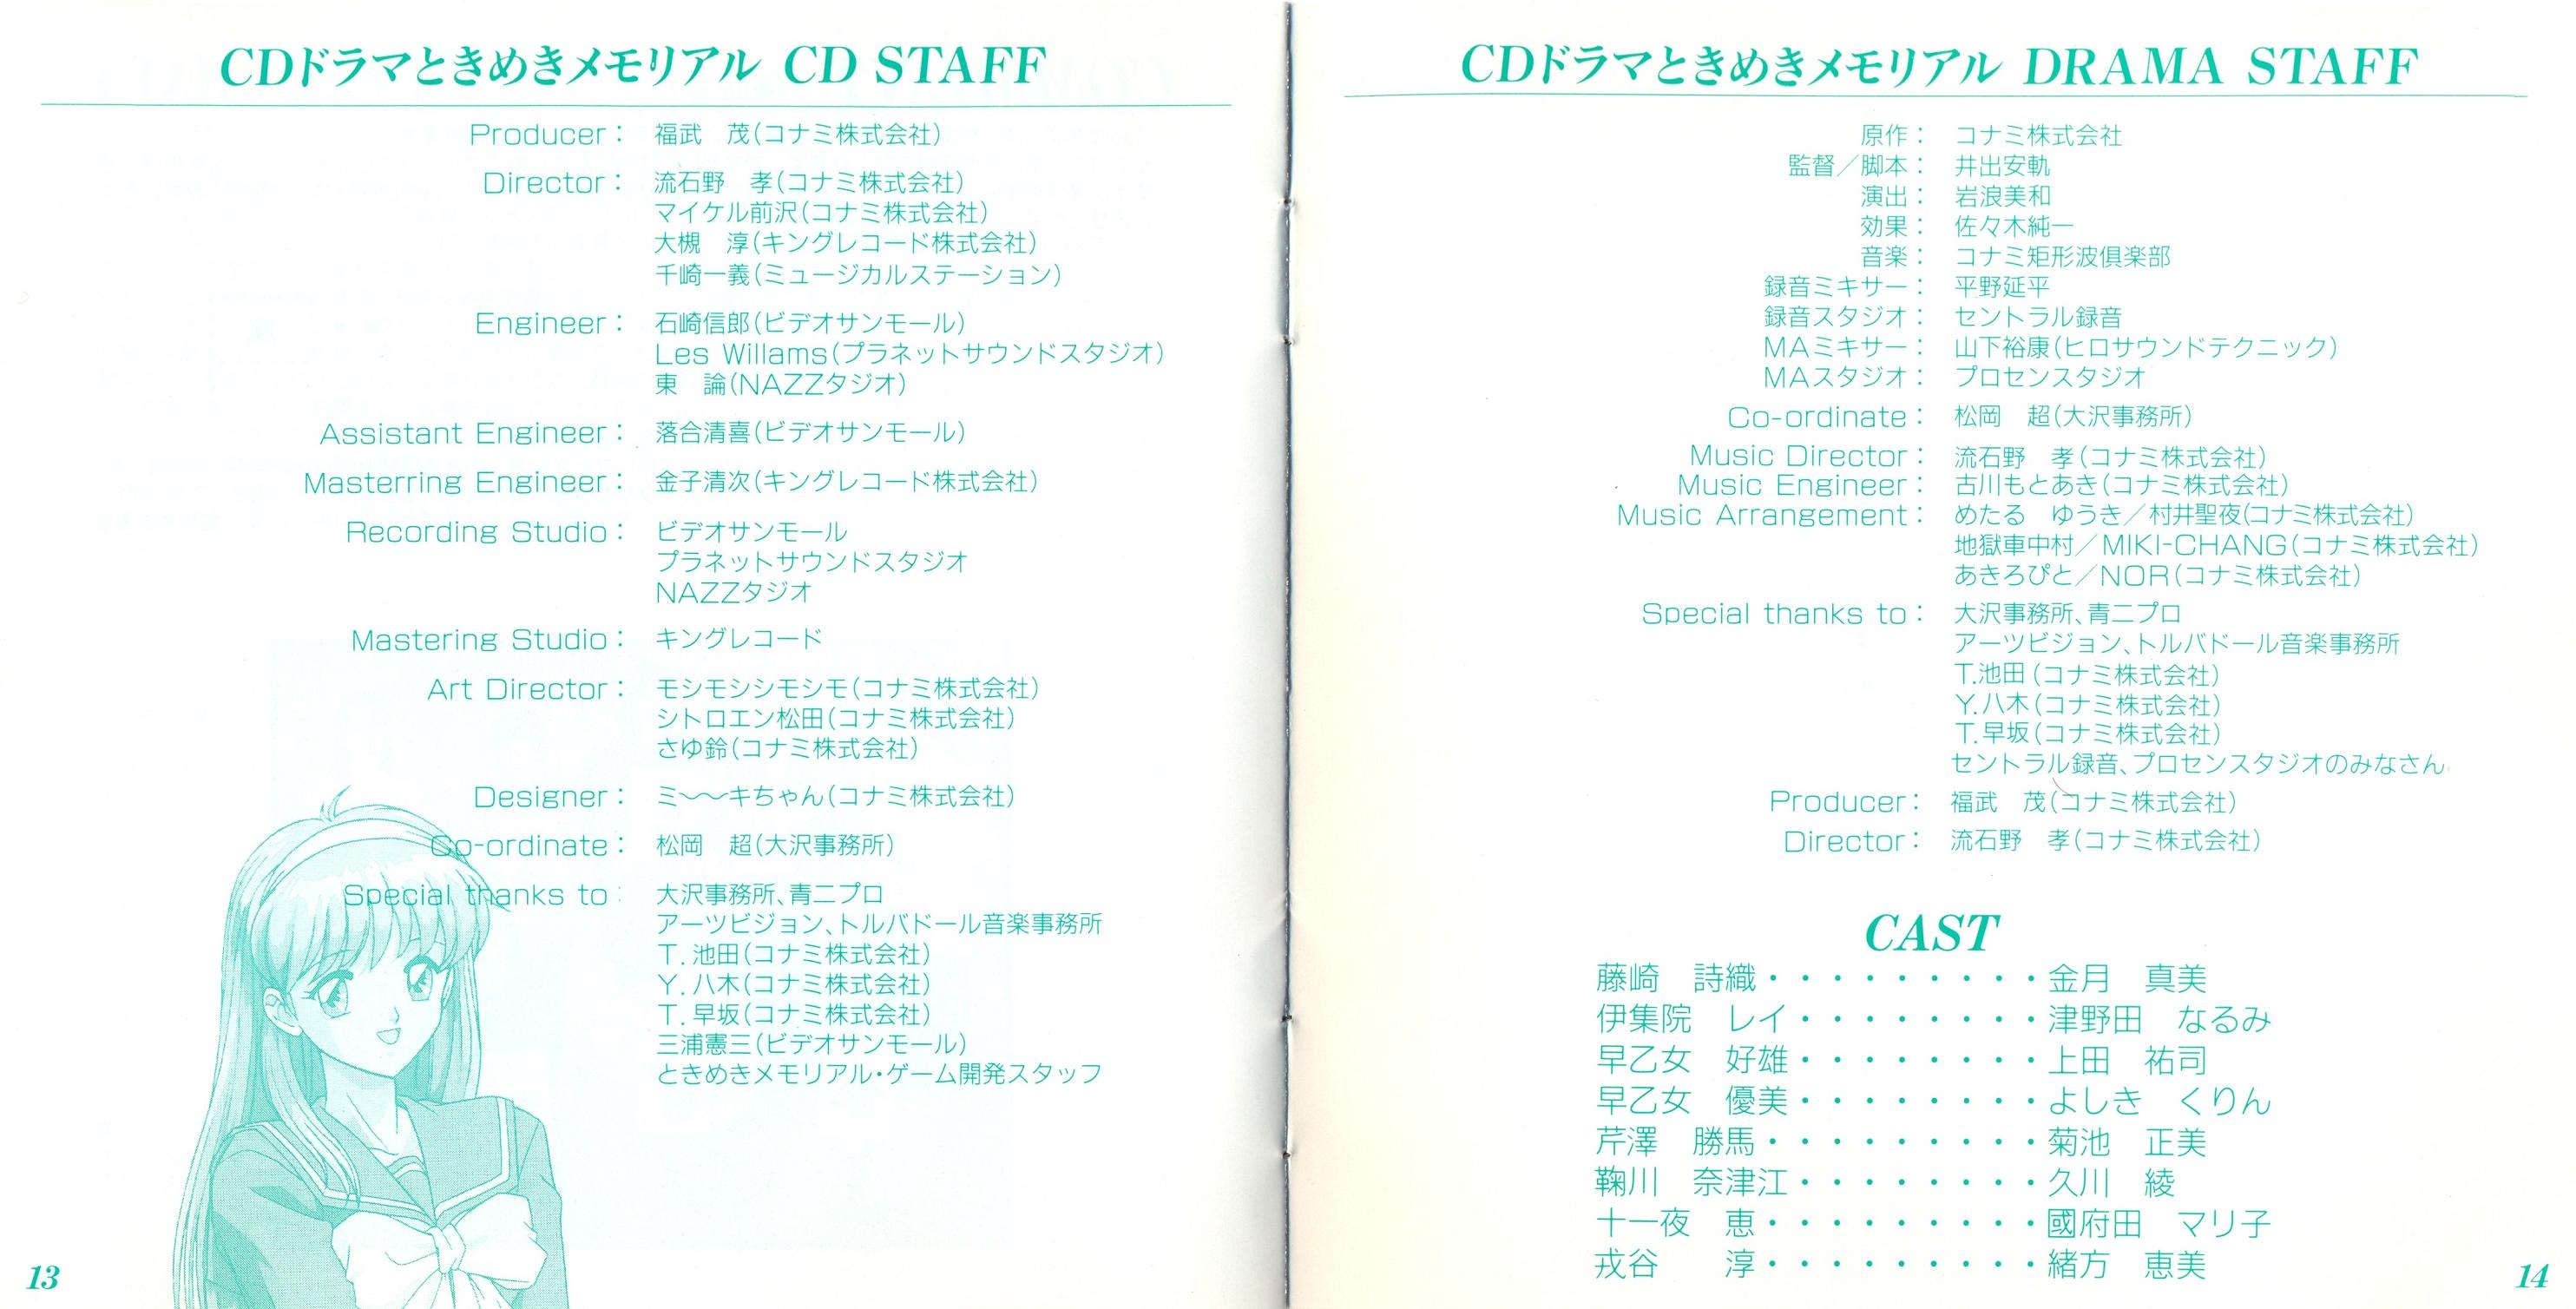 CDドラマときめきメモリアル CD STAFF
Producer： 福武　茂(コナミ株式会社)
Director： 流石野　孝(コナミ株式会社)
マイケル前沢(コナミ株式会社)
大槻　淳(キングレコード株式会社)
千崎一義(ミュージカルステーション)
Engineer： 石崎信郎(ビデオサンモール)
Les Willams(プラネットサウンドスタジオ)
東　論(NAZZタジオ)
Assistant Engineer： 落合清喜(ビデオサンモール)
Masterring Engineer： 金子清次(キングレコード株式会社)
Recording Studio： ビデオサンモール
プラネットサウンドスタジオ
NAZZタジオ
Mastering Studio： キングレコード
Art Director： モシモシシモシモ(コナミ株式会社)
シトロエン松田(コナミ株式会社)
さゆ鈴(コナミ株式会社)
Designer： ミ〜〜キちゃん(コナミ株式会社)
Co-ordinate： 松岡　超(大沢事務所)
Special thanks to： 大沢事務所、青二プロ
アーツビジョン、トルバドール音楽事務所
T. 池田(コナミ株式会社)
Y. 八木(コナミ株式会社)
T. 早坂(コナミ株式会社)
三浦憲三(ビデオサンモール)
ときめきメモリアル・ゲーム開発スタッフ
13
CDドラマときめきメモリアル DRAMA STAFF
原作： コナミ株式会社
監督／脚本： 井出安軌
演出： 岩浪美和
効果： 佐々木純一
音楽： コナミ矩形波倶楽部
録音ミキサー： 平野延平
録音スタジオ： セントラル録音
MAミキサー： 山下裕康(ヒロサウンドテクニック)
MAスタジオ： プロセンスタジオ
Co-ordinate： 松岡　超(大沢事務所)
Music Director： 流石野　孝(コナミ株式会社)
Music Engineer： 古川もとあき(コナミ株式会社)
Music Arrangement： めたる　ゆうき／村井聖夜(コナミ株式会社)
地獄車中村／MIKI-CHANG(コナミ株式会社)
あきろぴと／NOR(コナミ株式会社)
Special thanks to： 大沢事務所、青二プロ
アーツビジョン、トルバドール音楽事務所
T.池田(コナミ株式会社)
Y.八木(コナミ株式会社)
T.早坂(コナミ株式会社)
セントラル録音、プロセンスタジオのみなさん
Producer： 福武　茂(コナミ株式会社)
Director： 流石野　孝(コナミ株式会社)
CAST
藤崎　詩織・・・・・・・・・金月　真美
伊集院　レイ・・・・・・・・津野田　なるみ
早乙女　好雄・・・・・・・・上田　祐司
早乙女　優美・・・・・・・・よしき　くりん
芹澤　勝馬・・・・・・・・・菊池　正美
鞠川　奈津江・・・・・・・・久川　綾
十一夜　恵・・・・・・・・・國府田　マリ子
戎谷　　淳・・・・・・・・・緒方　恵美
14